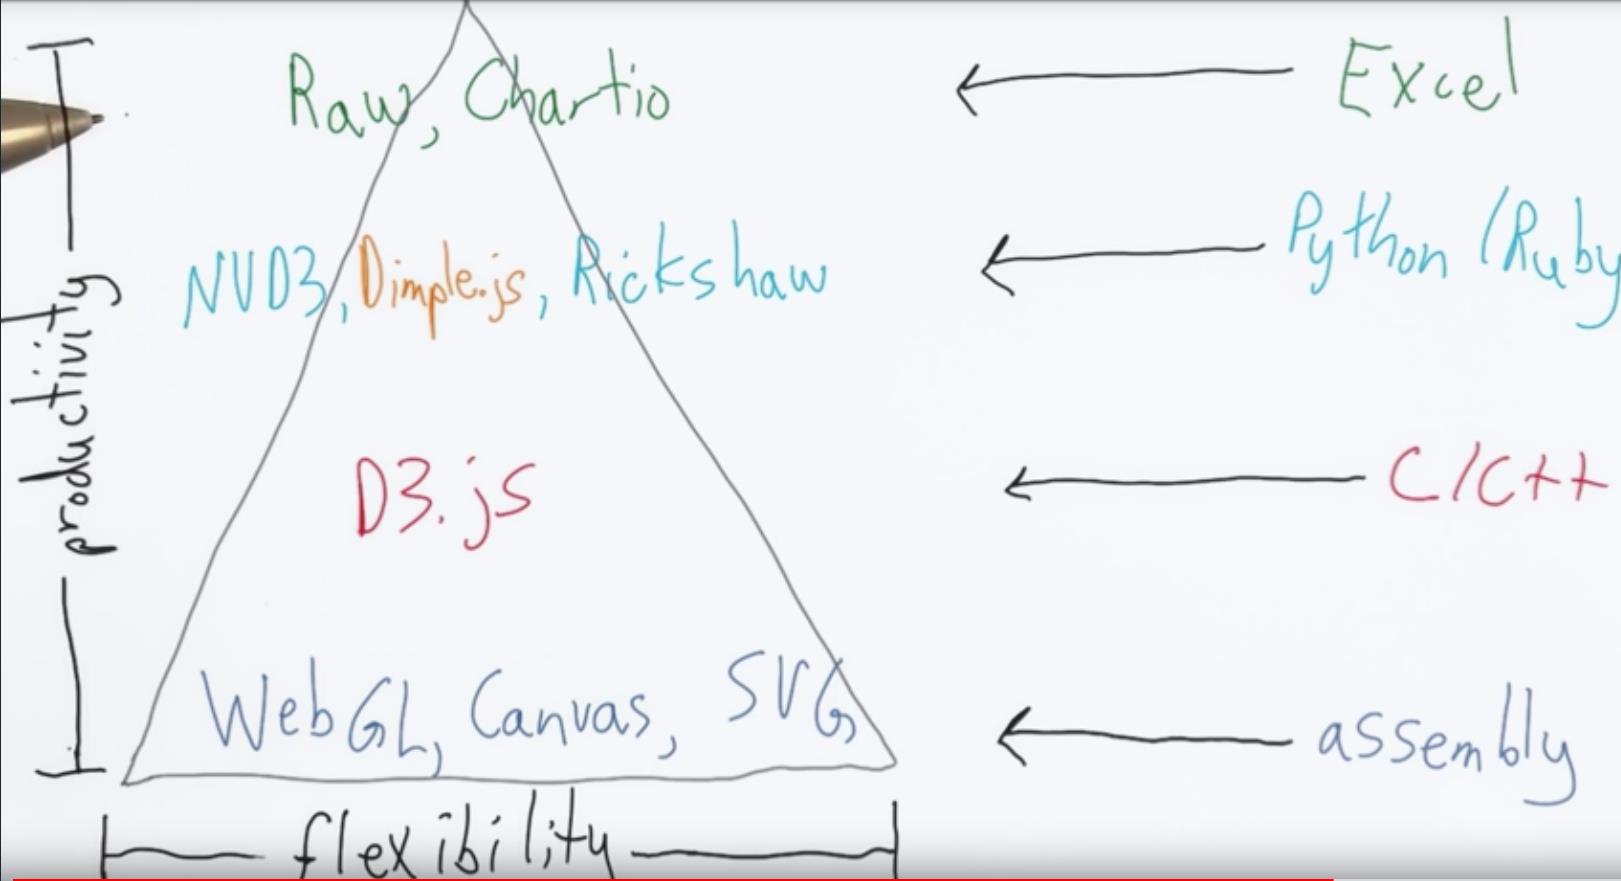 Raw, Chartio
Excel
NVD3, Dimple.js, Rickshaw
Python/Ruby
productivity
D3.js
C/C++
WebGL, Canvas, SVG
assembly
flexibility